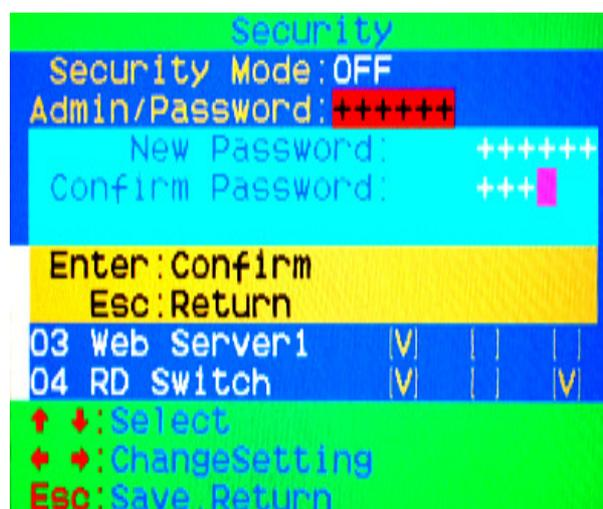 Security
Security Mode:OFF
Admin/Password:++++++
New Password: ++++++
Confirm Password: +++
Enter:Confirm
Esc:Return
03 Web Server1 [V] [ ] [ ]
04 RD Switch [V] [ ] [V]
↑ ↓:Select
← →:ChangeSetting
Esc:Save,Return